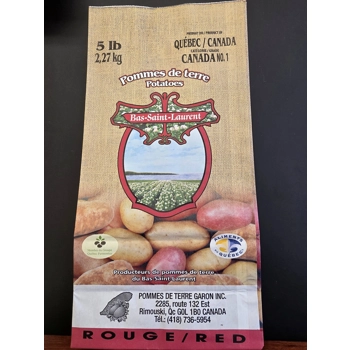 PRODUIT DU / PRODUCT OF
QUÉBEC / CANADA
CATÉGORIE / GRADE
CANADA NO. 1
5 lb
2,27 kg
Pommes de terre
Potatoes
Bas-Saint-Laurent
ALIMENTS
QUÉBEC
Producteurs de pommes de terre
du Bas-Saint-Laurent
POMMES DE TERRE GARON INC.
2285, route 132 Est
Rimouski, Qc G0L 1B0 CANADA
Tél.: (418) 736-5954
ROUGE/RED